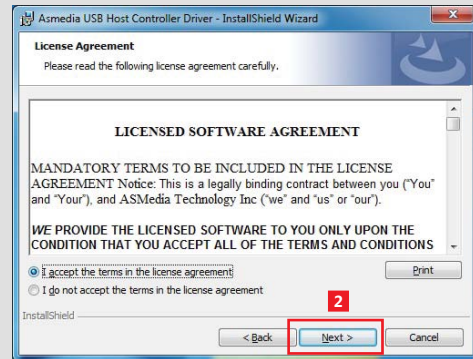 Asmedia USB Host Controller Driver - InstallShield Wizard
License Agreement
Please read the following license agreement carefully.
LICENSED SOFTWARE AGREEMENT
MANDATORY TERMS TO BE INCLUDED IN THE LICENSE
AGREEMENT Notice: This is a legally binding contract between you ("You"
and "Your"), and ASMedia Technology Inc ("we" and "us" or "our").
WE PROVIDE THE LICENSED SOFTWARE TO YOU ONLY UPON THE
CONDITION THAT YOU ACCEPT ALL OF THE TERMS AND CONDITIONS
I accept the terms in the license agreement
Print
I do not accept the terms in the license agreement
2
InstallShield
< Back
Next >
Cancel